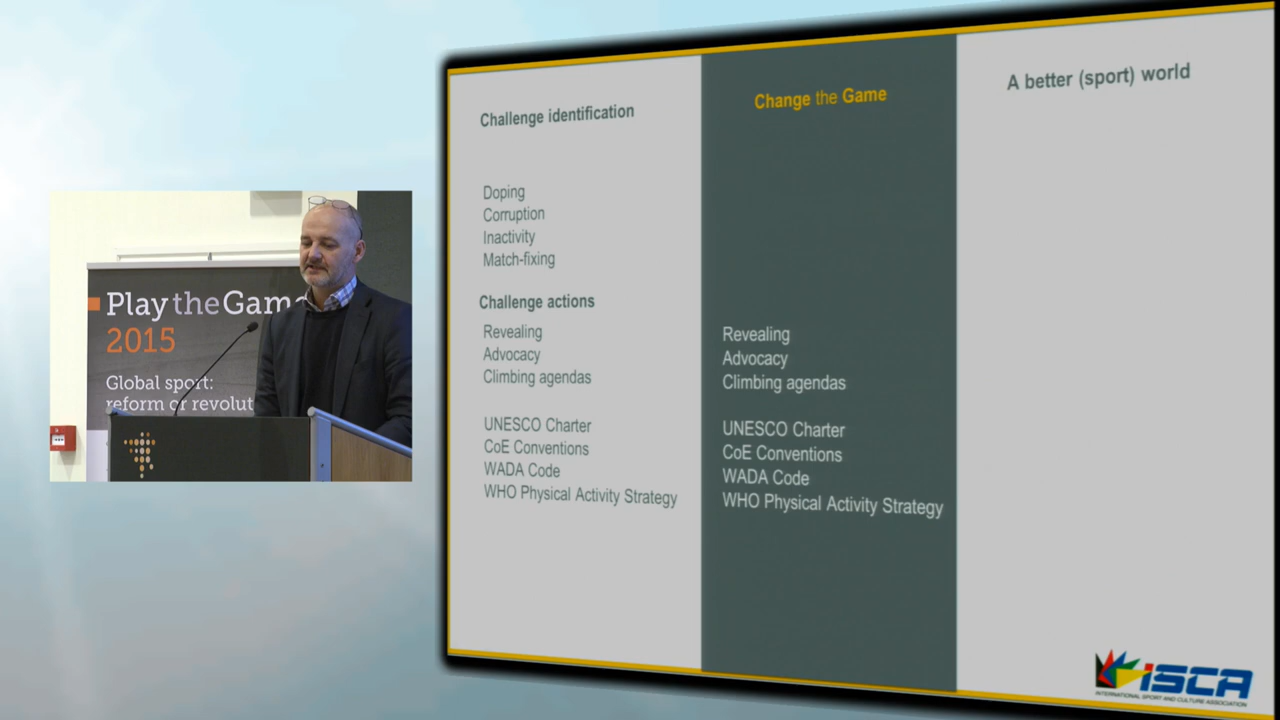 Play the Game
2015
Global sport:
reform or revolut
Challenge identification
Doping
Corruption
Inactivity
Match-fixing
Challenge actions
Revealing
Advocacy
Climbing agendas
UNESCO Charter
CoE Conventions
WADA Code
WHO Physical Activity Strategy
Change the Game
Revealing
Advocacy
Climbing agendas
UNESCO Charter
CoE Conventions
WADA Code
WHO Physical Activity Strategy
A better (sport) world
ISCA
INTERNATIONAL SPORT AND CULTURE ASSOCIATION